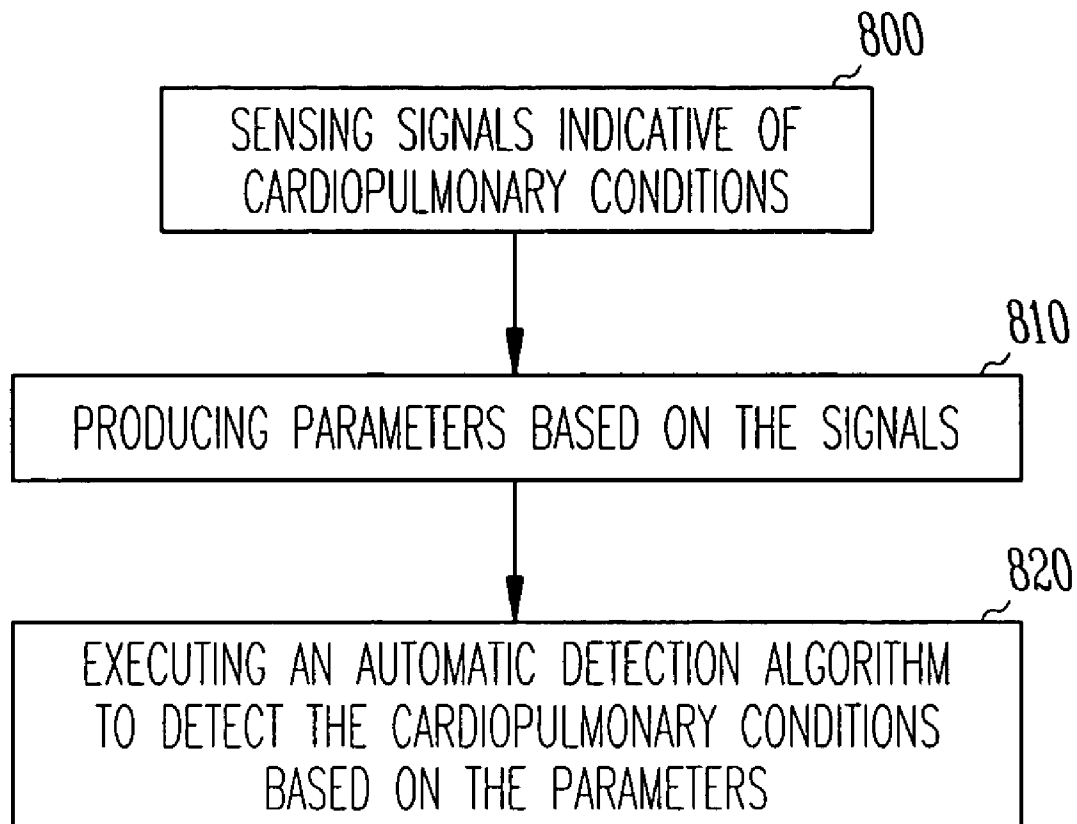 800
SENSING SIGNALS INDICATIVE OF
CARDIOPULMONARY CONDITIONS
810
PRODUCING PARAMETERS BASED ON THE SIGNALS
820
EXECUTING AN AUTOMATIC DETECTION ALGORITHM
TO DETECT THE CARDIOPULMONARY CONDITIONS
BASED ON THE PARAMETERS